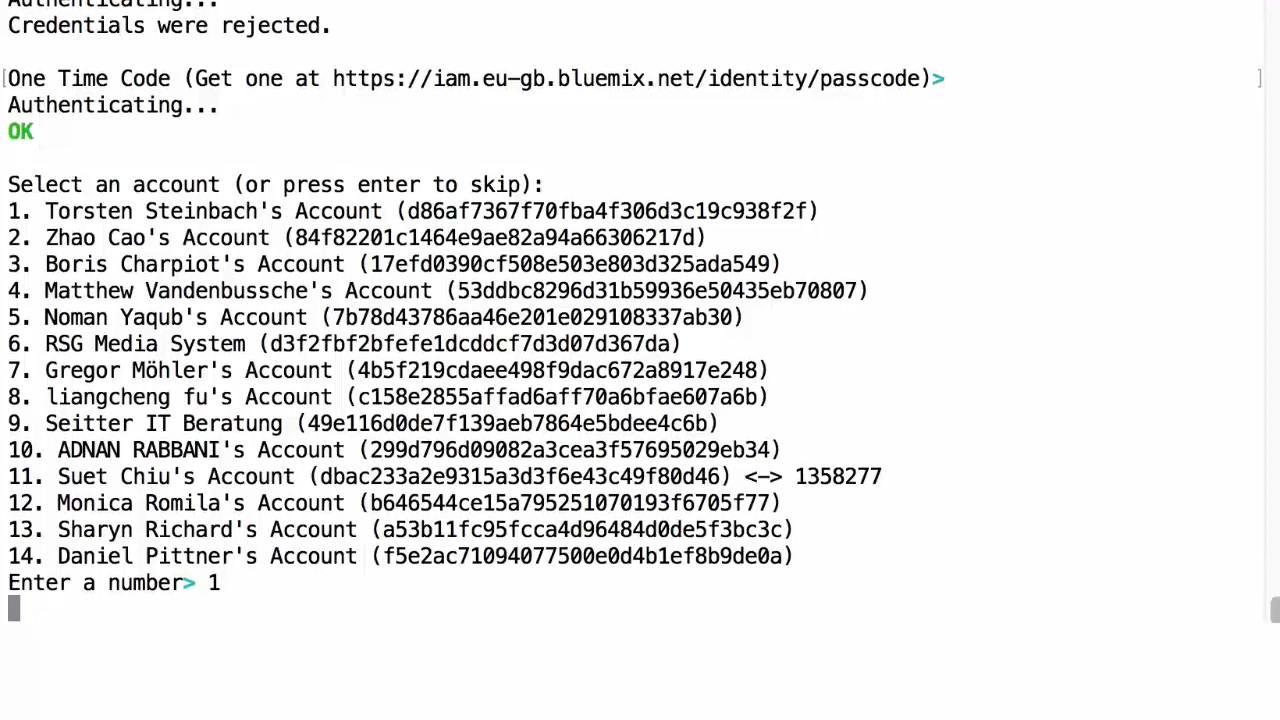 Authenticating...
Credentials were rejected.
[One Time Code (Get one at https://iam.eu-gb.bluemix.net/identity/passcode)> ]
Authenticating...
OK
Select an account (or press enter to skip):
1. Torsten Steinbach's Account (d86af7367f70fba4f306d3c19c938f2f)
2. Zhao Cao's Account (84f82201c1464e9ae82a94a66306217d)
3. Boris Charpiot's Account (17efd0390cf508e503e803d325ada549)
4. Matthew Vandenbussche's Account (53ddbc8296d31b59936e50435eb70807)
5. Noman Yaqub's Account (7b78d43786aa46e201e029108337ab30)
6. RSG Media System (d3f2fbf2bfefe1dcddcf7d3d07d367da)
7. Gregor Möhler's Account (4b5f219cdaee498f9dac672a8917e248)
8. liangcheng fu's Account (c158e2855affad6aff70a6bfae607a6b)
9. Seitter IT Beratung (49e116d0de7f139aeb7864e5bdee4c6b)
10. ADNAN RABBANI's Account (299d796d09082a3cea3f57695029eb34)
11. Suet Chiu's Account (dbac233a2e9315a3d3f6e43c49f80d46) <-> 1358277
12. Monica Romila's Account (b646544ce15a795251070193f6705f77)
13. Sharyn Richard's Account (a53b11fc95fcca4d96484d0de5f3bc3c)
14. Daniel Pittner's Account (f5e2ac71094077500e0d4b1ef8b9de0a)
Enter a number> 1